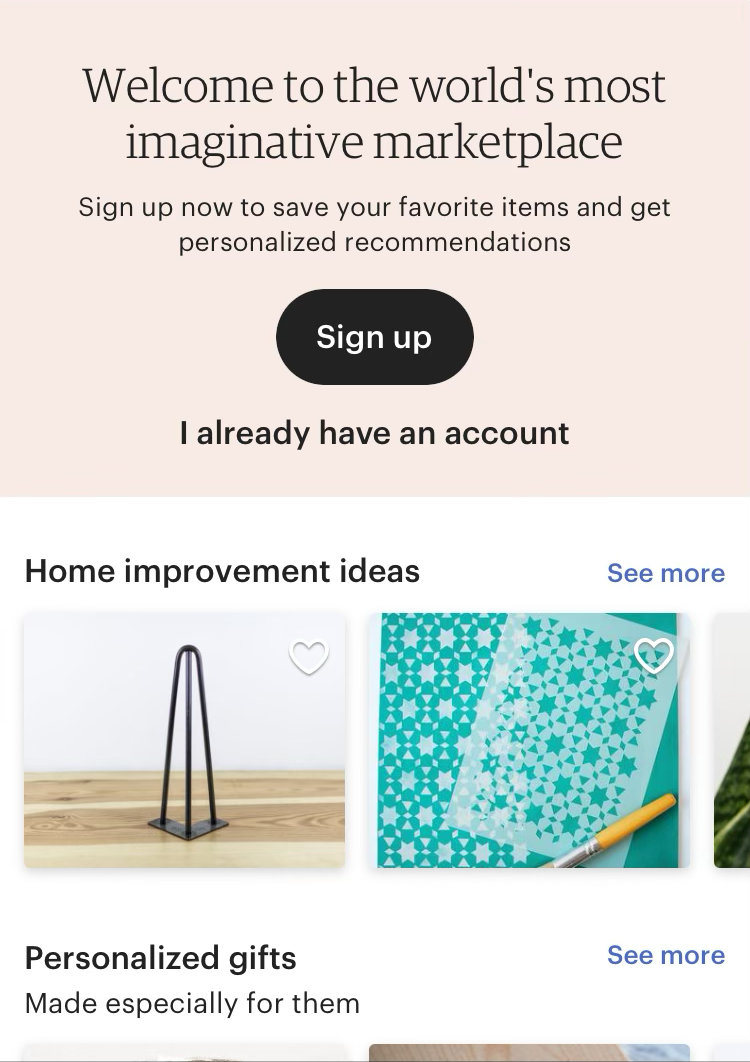 Welcome to the world's most
imaginative marketplace
Sign up now to save your favorite items and get
personalized recommendations
Sign up
I already have an account
Home improvement ideas
See more
Personalized gifts
See more
Made especially for them